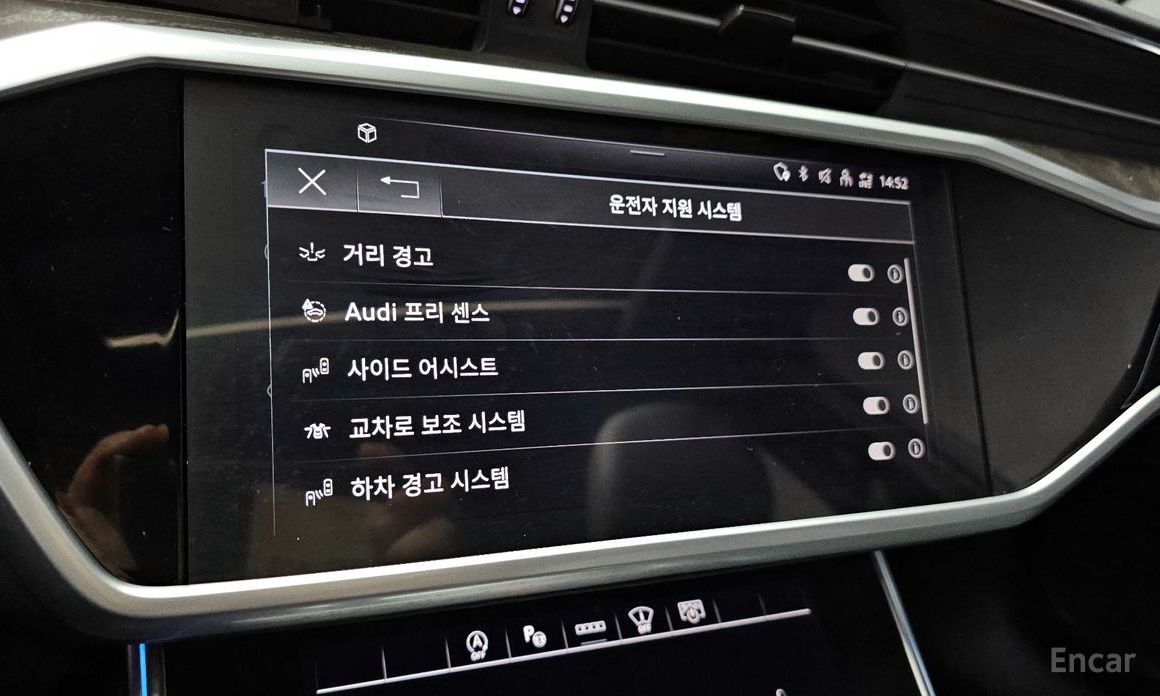 14:52
운전자 지원 시스템
거리 경고
Audi 프리 센스
사이드 어시스트
교차로 보조 시스템
하차 경고 시스템
A
OFF
P
OFF
Encar